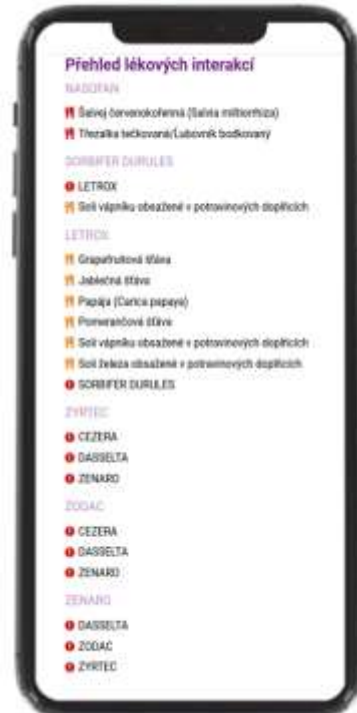 Přehled lékových interakcí
NASOFAN
Šalvěj červenokořenná (Salvia miltiorrhiza)
Třezalka tečkovaná/Ľubovník bodkovaný
SORBIFER DURULES
LETROX
Soli vápníku obsažené v potravinových doplňcích
LETROX
Grapefruitová šťáva
Jablečná šťáva
Papája (Carica papaya)
Pomerančová šťáva
Soli vápníku obsažené v potravinových doplňcích
Soli železa obsažené v potravinových doplňcích
SORBIFER DURULES
ZYRTEC
CEZERA
DASSELTA
ZENARO
ZODAC
CEZERA
DASSELTA
ZENARO
ZENARO
DASSELTA
ZODAC
ZYRTEC